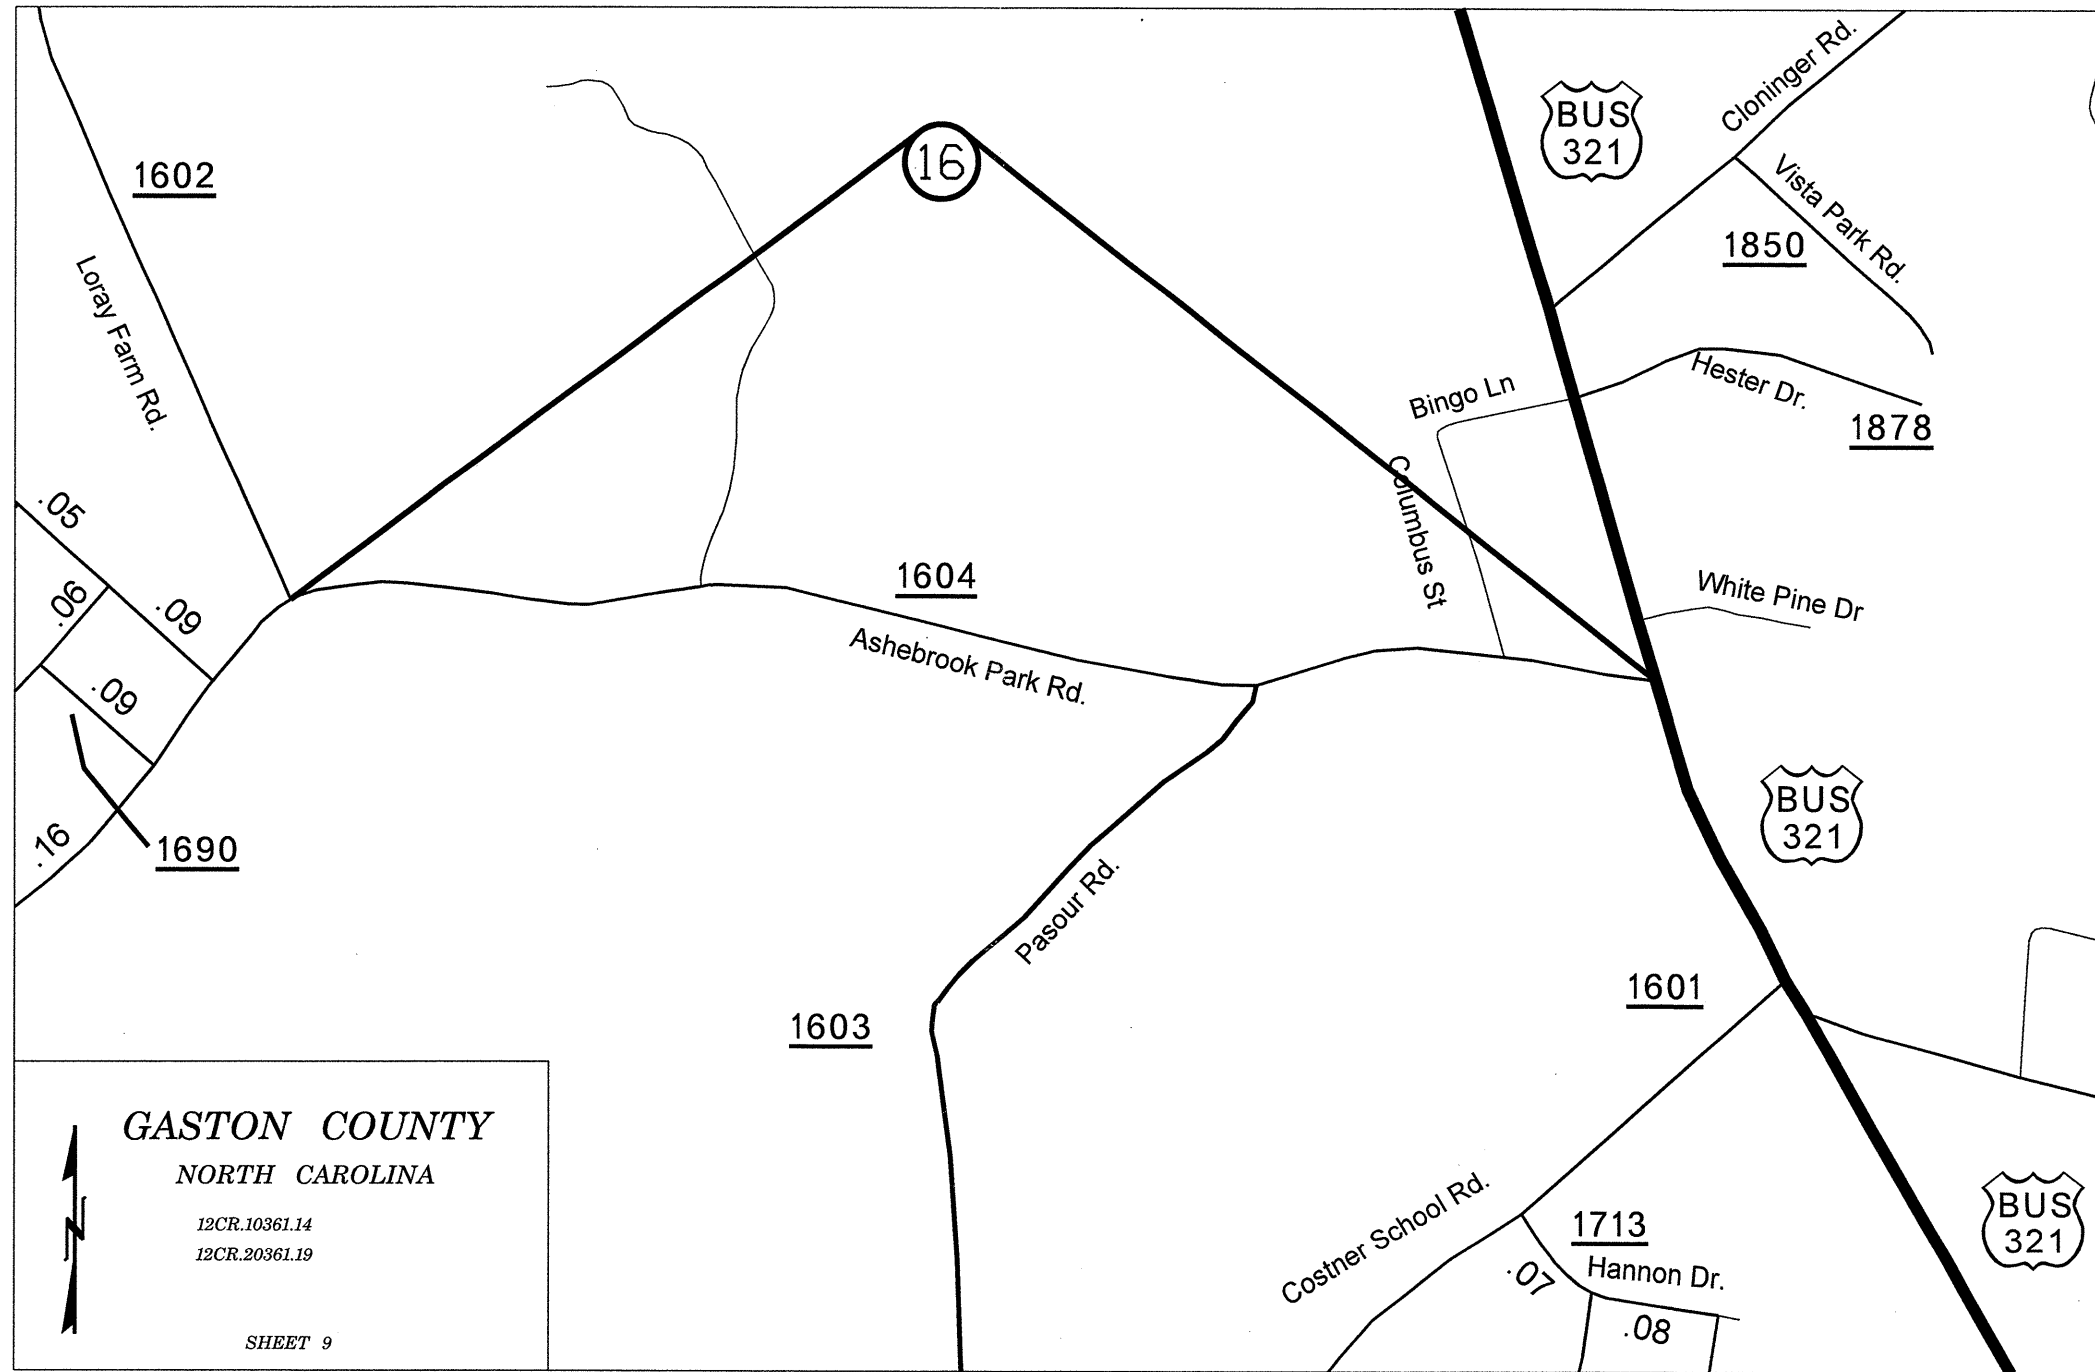 1602
Loray Farm Rd.
16
BUS
321
Cloninger Rd.
Vista Park Rd.
1850
Bingo Ln
Hester Dr.
1878
Columbus St
.05
.06
.09
.09
1604
Ashebrook Park Rd.
White Pine Dr
.16
1690
BUS
321
Pasour Rd.
1603
1601
GASTON COUNTY
NORTH CAROLINA
12CR.10361.14
12CR.20361.19
N
SHEET 9
Costner School Rd.
1713
Hannon Dr.
.07
.08
BUS
321